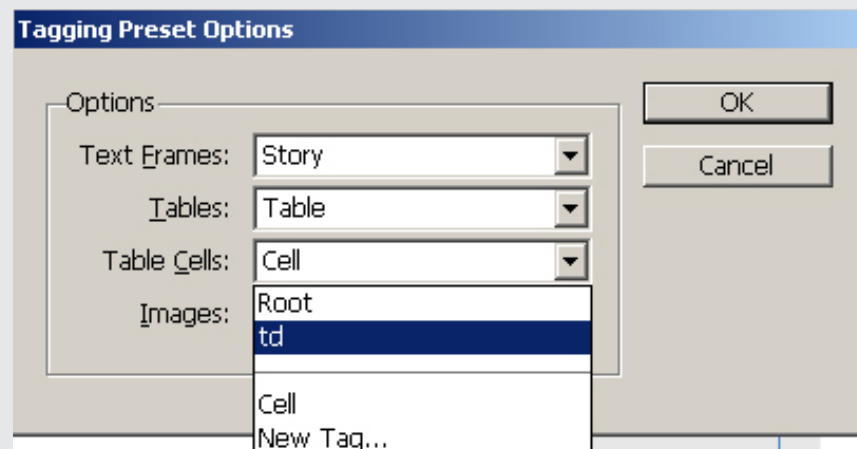 Tagging Preset Options
Options
OK
Text Frames: Story
Cancel
Tables: Table
Table Cells: Cell
Images: Root
td
Cell
New Tag...